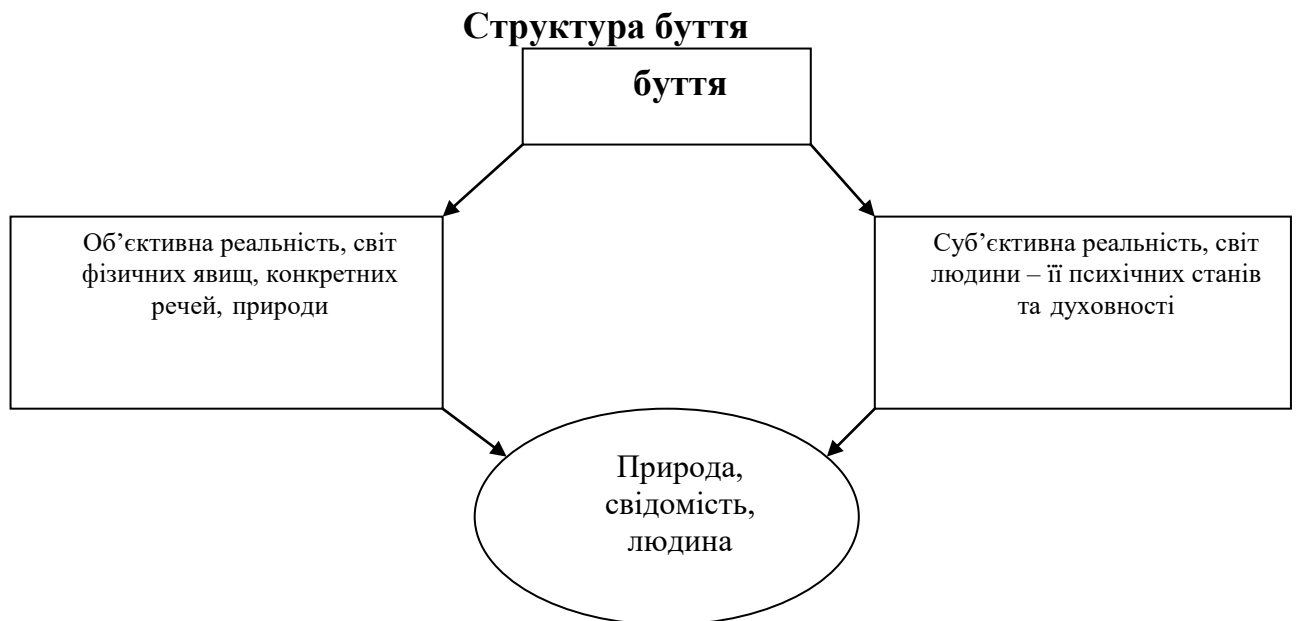 Структура буття
буття
Об’єктивна реальність, світ
фізичних явищ, конкретних
речей, природи
Суб’єктивна реальність, світ
людини – її психічних станів
та духовності
Природа,
свідомість,
людина